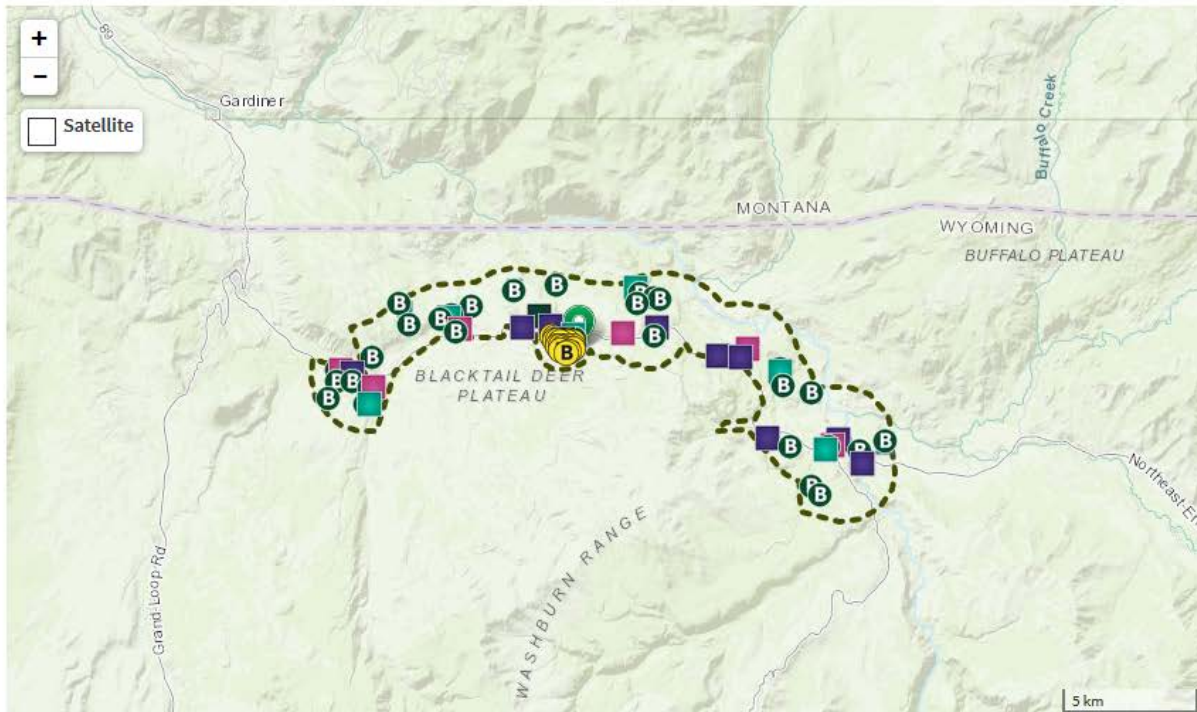 +
−
Satellite
89
Gardiner
Buffalo Creek
MONTANA
WYOMING
BUFFALO PLATEAU
B
B
B
B
B
B
B
B
B
B
B
B
BLACKTAIL DEER
PLATEAU
B
B
B
B
B
B
B
B
B
B
B
WASHBURN RANGE
Grand-Loop-Rd
Northeast-En
5 km